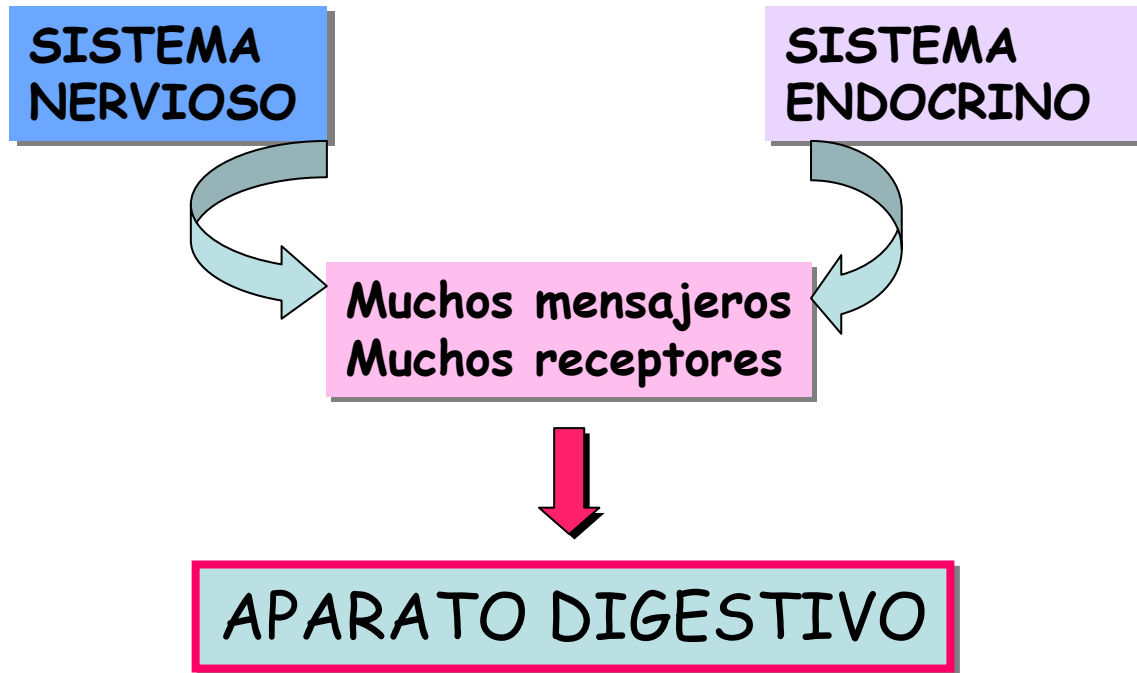 SISTEMA
NERVIOSO
SISTEMA
ENDOCRINO
Muchos mensajeros
Muchos receptores
APARATO DIGESTIVO